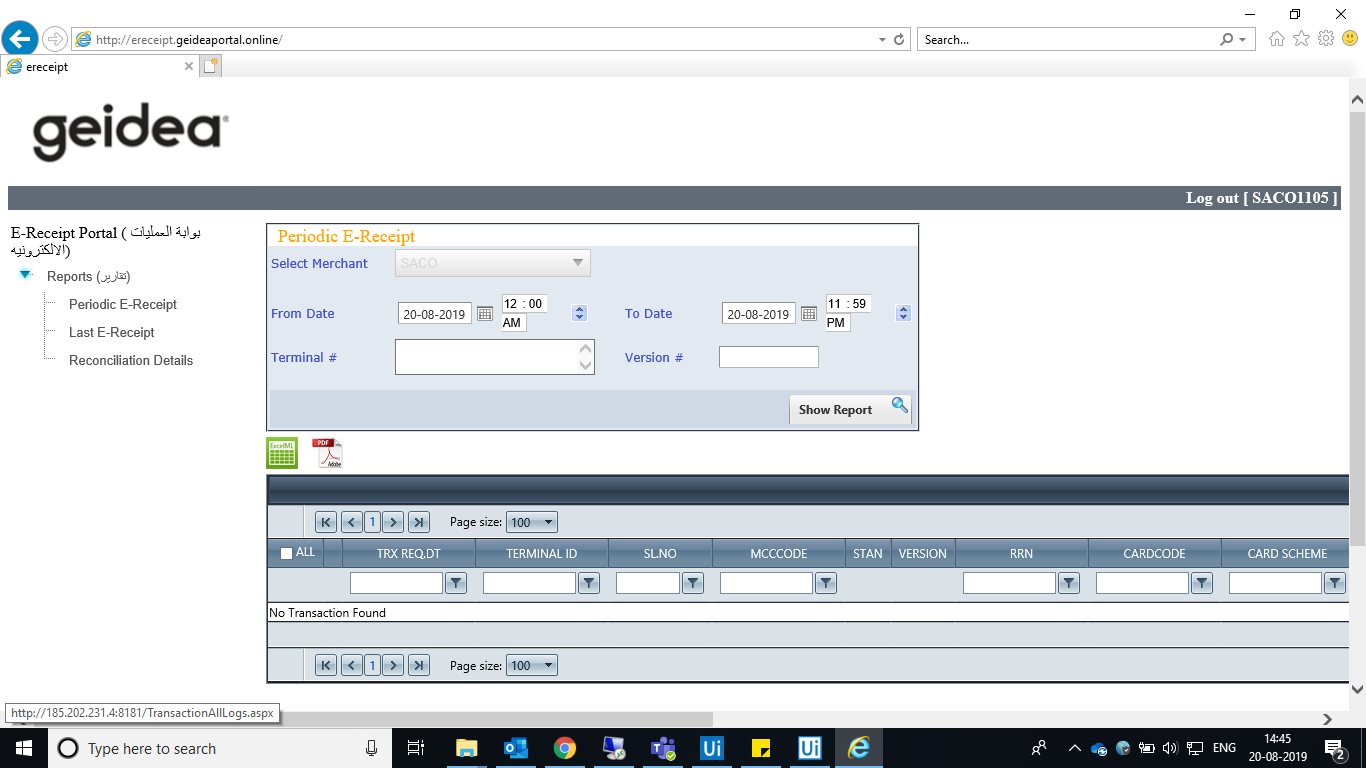 http://ereceipt.geideaportal.online/
Search...
ereceipt
geidea
Log out [ SACO1105 ]
E-Receipt Portal ( بوابة العمليات
الالكترونيه)
Reports (تقارير)
Periodic E-Receipt
Last E-Receipt
Reconciliation Details
Periodic E-Receipt
Select Merchant SACO
From Date 20-08-2019 12 : 00 AM To Date 20-08-2019 11 : 59 PM
Terminal # Version #
Show Report
ExcelML PDF Adobe
1 Page size: 100
ALL TRX REQ.DT TERMINAL ID SL.NO MCCCODE STAN VERSION RRN CARDCODE CARD SCHEME
No Transaction Found
1 Page size: 100
http://185.202.231.4:8181/TransactionAllLogs.aspx
Type here to search
Ui
Ui
ENG
14:45
20-08-2019
2